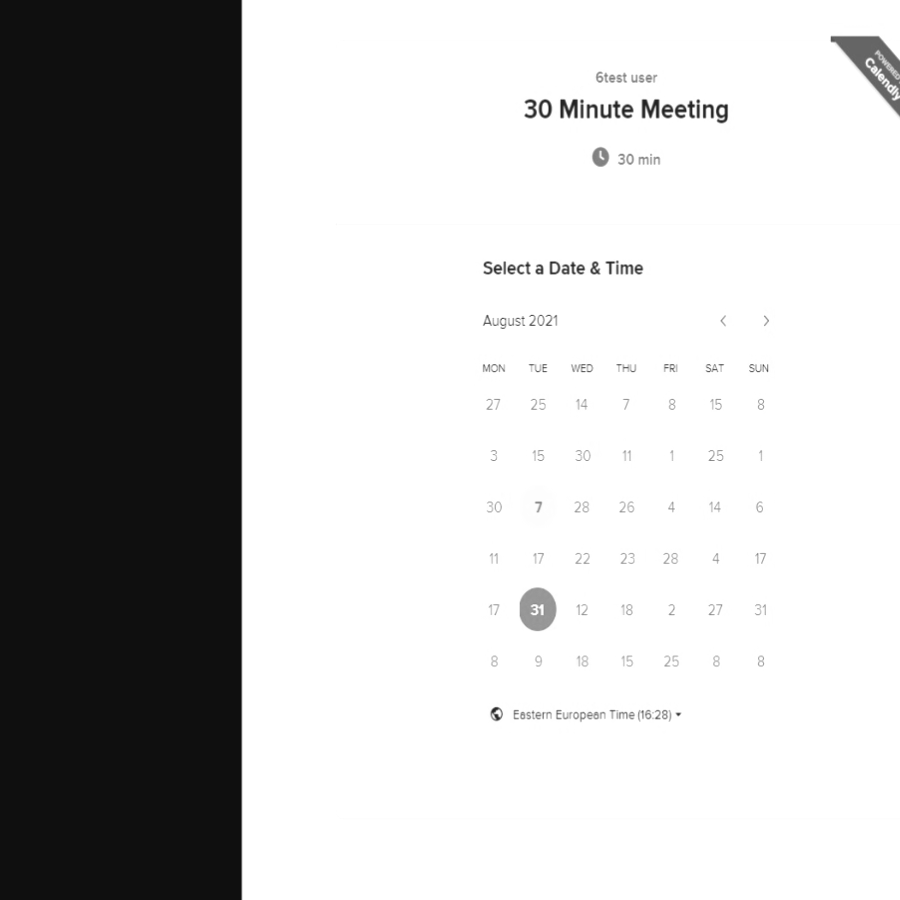 POWERED
Calendly
6test user
30 Minute Meeting
30 min
Select a Date & Time
August 2021
MON TUE WED THU FRI SAT SUN
27 25 14 7 8 15 8
3 15 30 11 1 25 1
30 7 28 26 4 14 6
11 17 22 23 28 4 17
17 31 12 18 2 27 31
8 9 18 15 25 8 8
Eastern European Time (16:28)